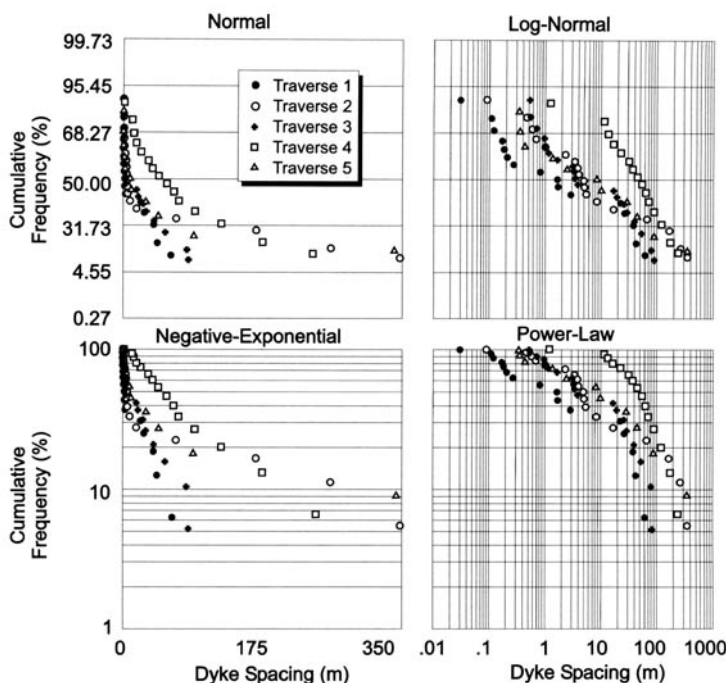 Normal
Log-Normal
99.73
95.45
68.27
50.00
31.73
4.55
0.27
Cumulative
Frequency (%)
Traverse 1
Traverse 2
Traverse 3
Traverse 4
Traverse 5
Negative-Exponential
Power-Law
100
10
1
Cumulative
Frequency (%)
0 175 350
.01 .1 1 10 100 1000
Dyke Spacing (m)
Dyke Spacing (m)